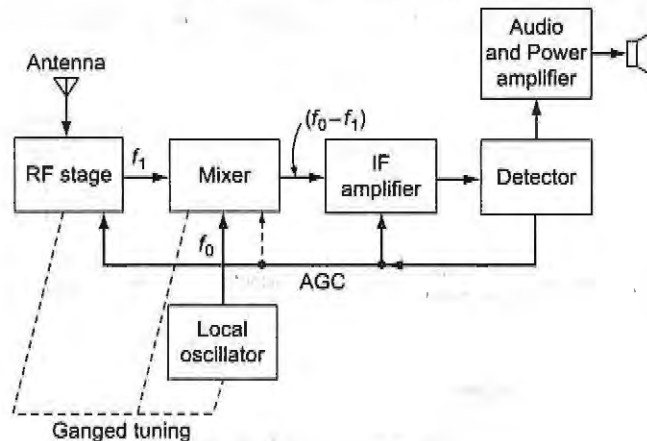 Audio
and Power
amplifier
Antenna
(f₀–f₁)
RF stage
f₁
Mixer
IF
amplifier
Detector
f₀
AGC
Local
oscillator
Ganged tuning